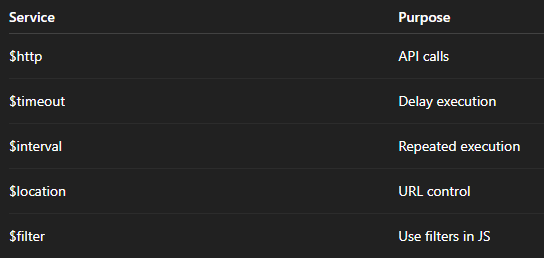 Service Purpose
$http API calls
$timeout Delay execution
$interval Repeated execution
$location URL control
$filter Use filters in JS